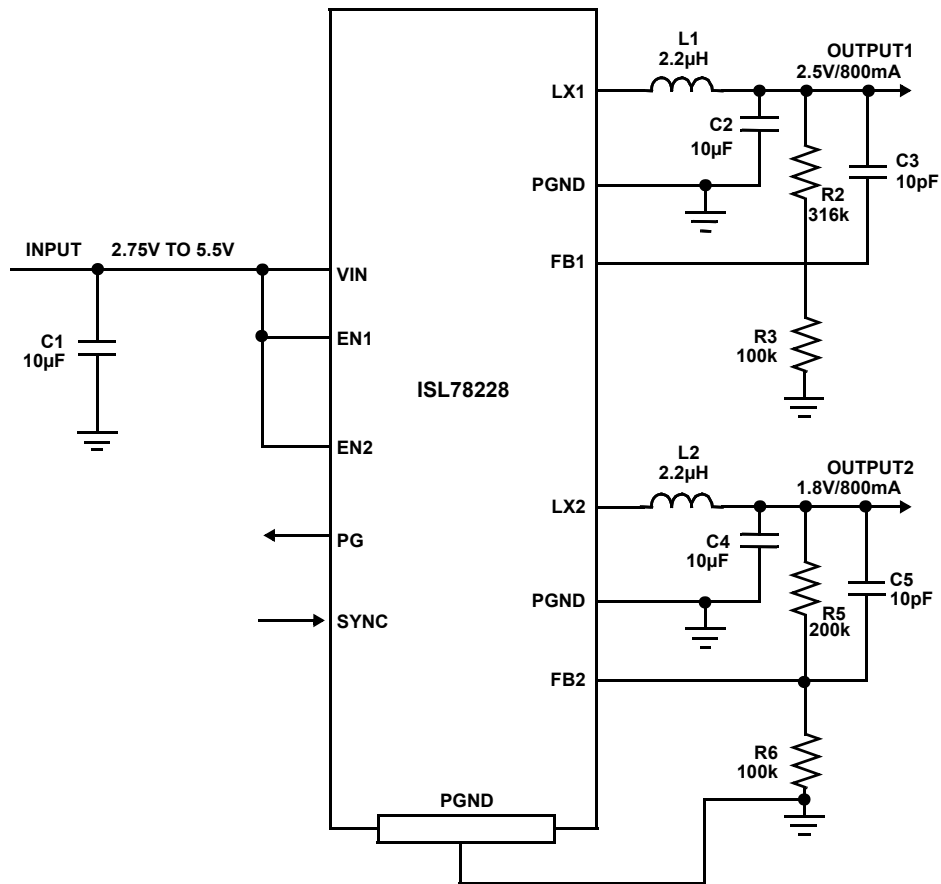 L1
2.2µH
OUTPUT1
2.5V/800mA
LX1
C2
10µF
C3
10pF
PGND
R2
316k
INPUT
2.75V TO 5.5V
FB1
VIN
C1
10µF
EN1
R3
100k
ISL78228
EN2
L2
2.2µH
OUTPUT2
1.8V/800mA
LX2
PG
C4
10µF
C5
10pF
PGND
R5
200k
SYNC
FB2
R6
100k
PGND